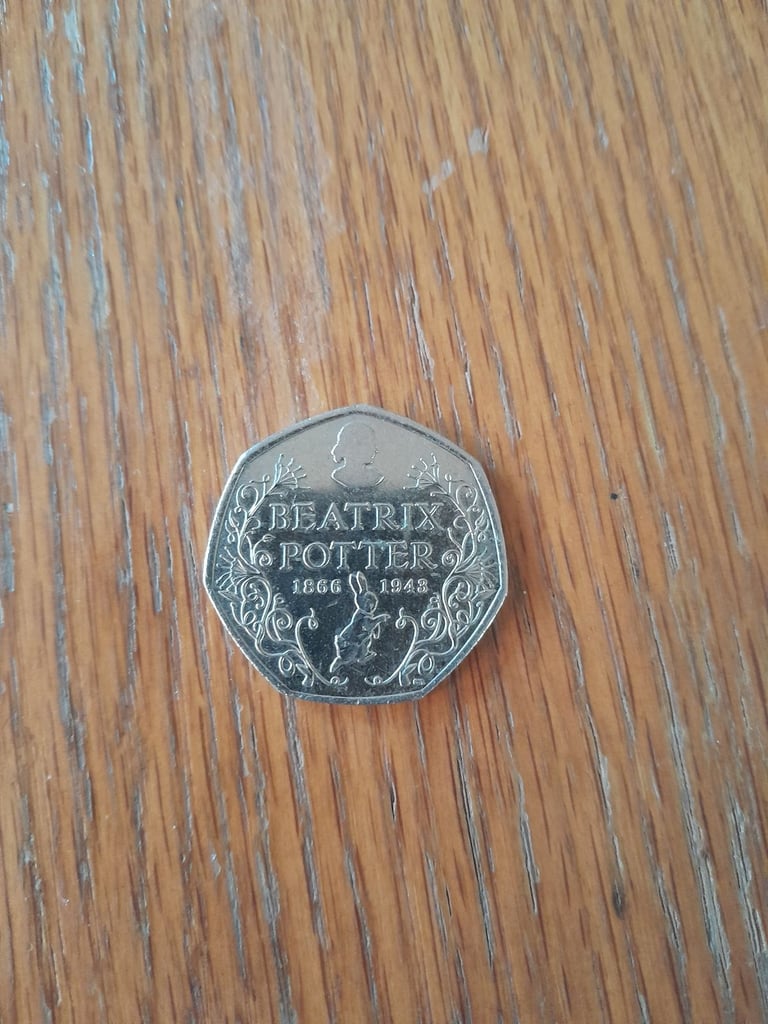 BEATRIX
POTTER
1866 1943